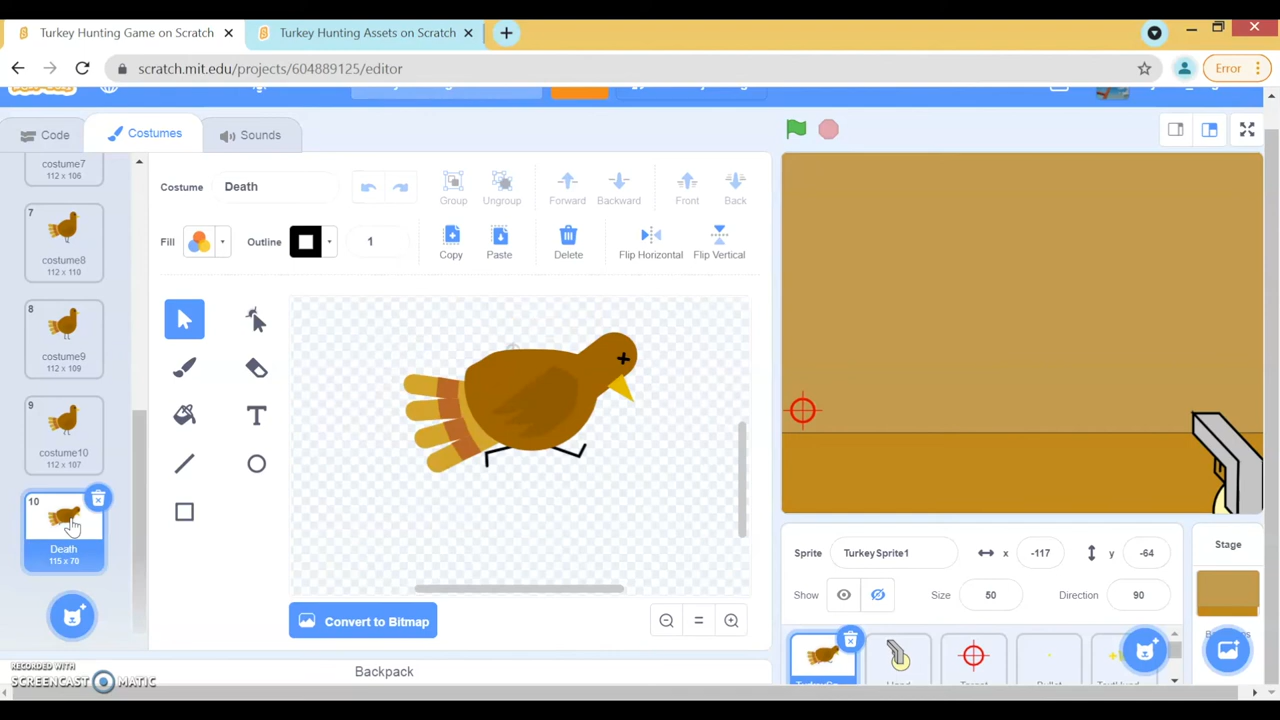 Turkey Hunting Game on Scratch
Turkey Hunting Assets on Scratch
scratch.mit.edu/projects/604889125/editor
Error
Code
Costumes
Sounds
costume7
112 x 106
7
costume8
112 x 110
8
costume9
112 x 109
9
costume10
112 x 107
10
Death
115 x 70
Costume
Death
Group
Ungroup
Forward
Backward
Front
Back
Fill
Outline
1
Copy
Paste
Delete
Flip Horizontal
Flip Vertical
Convert to Bitmap
Backpack
Sprite
TurkeySprite1
x
-117
y
-64
Show
Size
50
Direction
90
Stage
RECORDED WITH
SCREENCAST MATIC